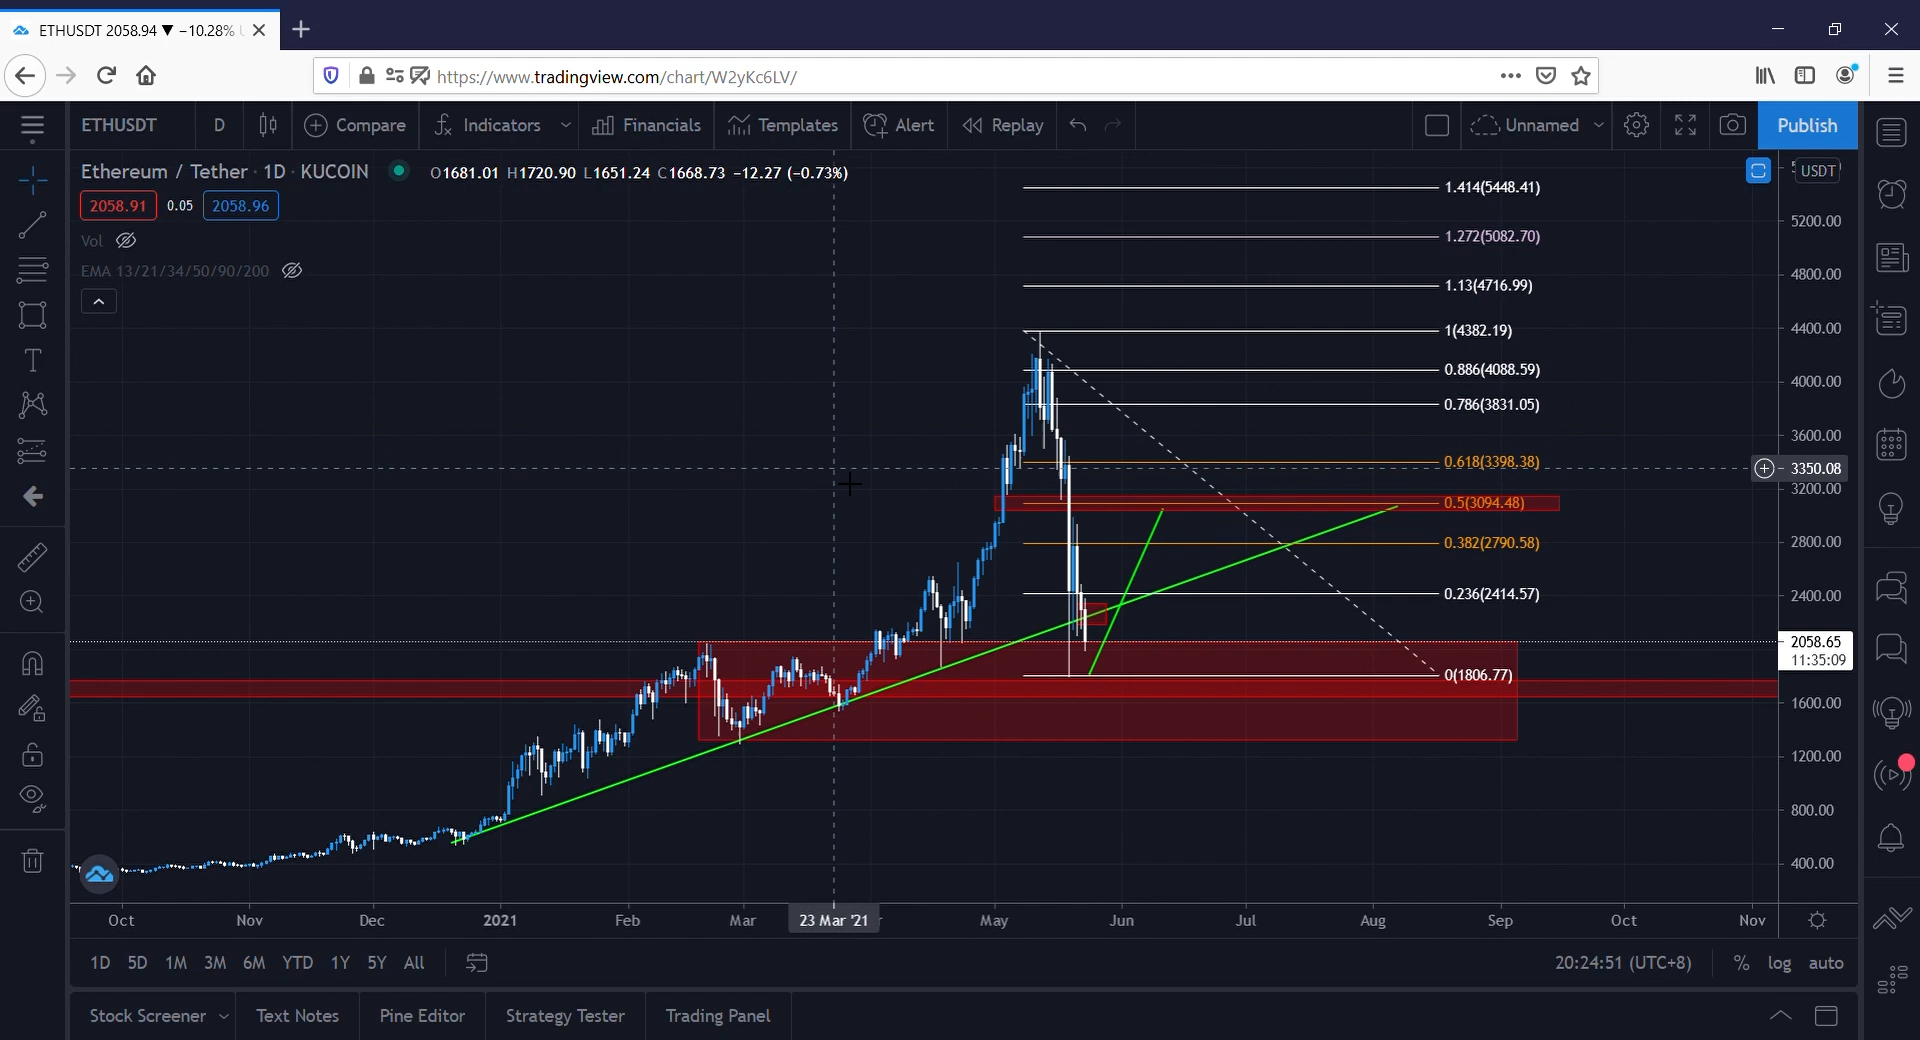 ETHUSDT 2058.94 ▼ −10.28%
https://www.tradingview.com/chart/W2yKc6LV/
ETHUSDT D Compare Indicators Financials Templates Alert Replay Unnamed Publish
Ethereum / Tether · 1D · KUCOIN O1681.01 H1720.90 L1651.24 C1668.73 −12.27 (−0.73%)
2058.91 0.05 2058.96
Vol
EMA 13/21/34/50/90/200
USDT
1.414(5448.41)
5200.00
1.272(5082.70)
4800.00
1.13(4716.99)
4400.00
1(4382.19)
0.886(4088.59)
4000.00
0.786(3831.05)
3600.00
0.618(3398.38)
3350.08
3200.00
0.5(3094.48)
2800.00
0.382(2790.58)
2400.00
0.236(2414.57)
2058.65
11:35:09
0(1806.77)
1600.00
1200.00
800.00
400.00
Oct Nov Dec 2021 Feb Mar 23 Mar '21 May Jun Jul Aug Sep Oct Nov
1D 5D 1M 3M 6M YTD 1Y 5Y All 20:24:51 (UTC+8) % log auto
Stock Screener Text Notes Pine Editor Strategy Tester Trading Panel